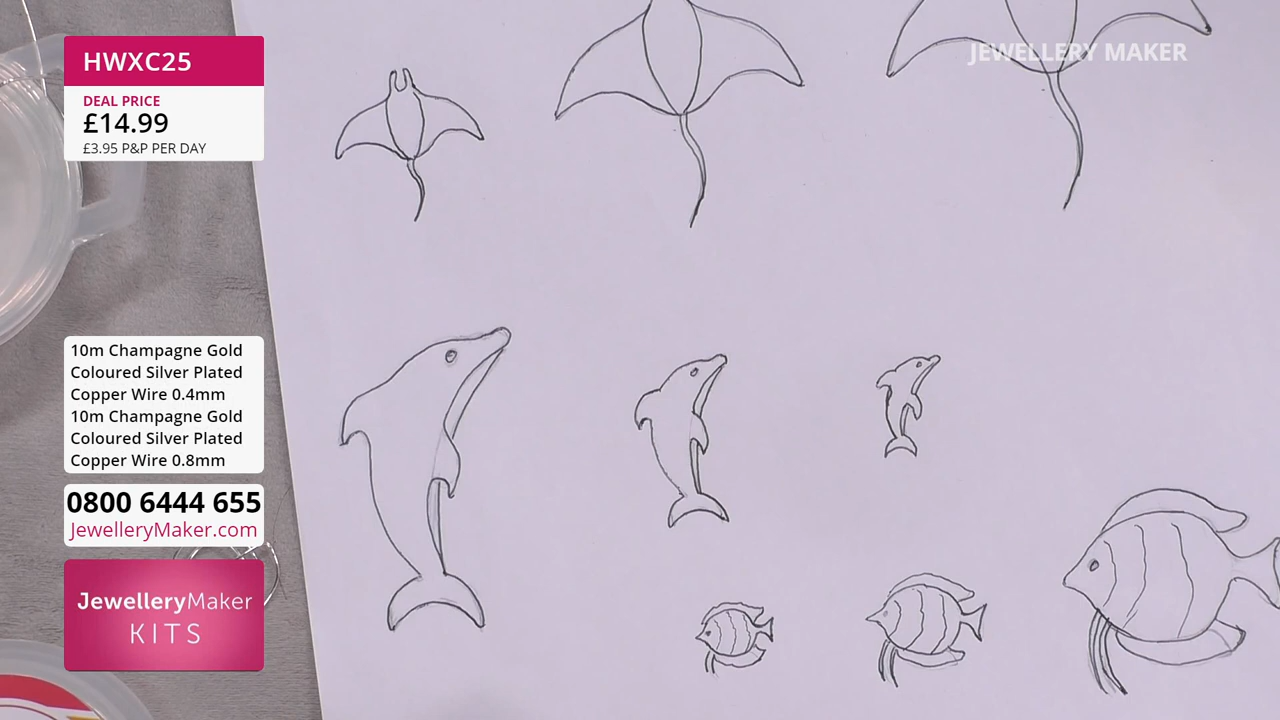 HWXC25
DEAL PRICE
£14.99
£3.95 P&P PER DAY
JEWELLERY MAKER
10m Champagne Gold
Coloured Silver Plated
Copper Wire 0.4mm
10m Champagne Gold
Coloured Silver Plated
Copper Wire 0.8mm
0800 6444 655
JewelleryMaker.com
JewelleryMaker
KITS